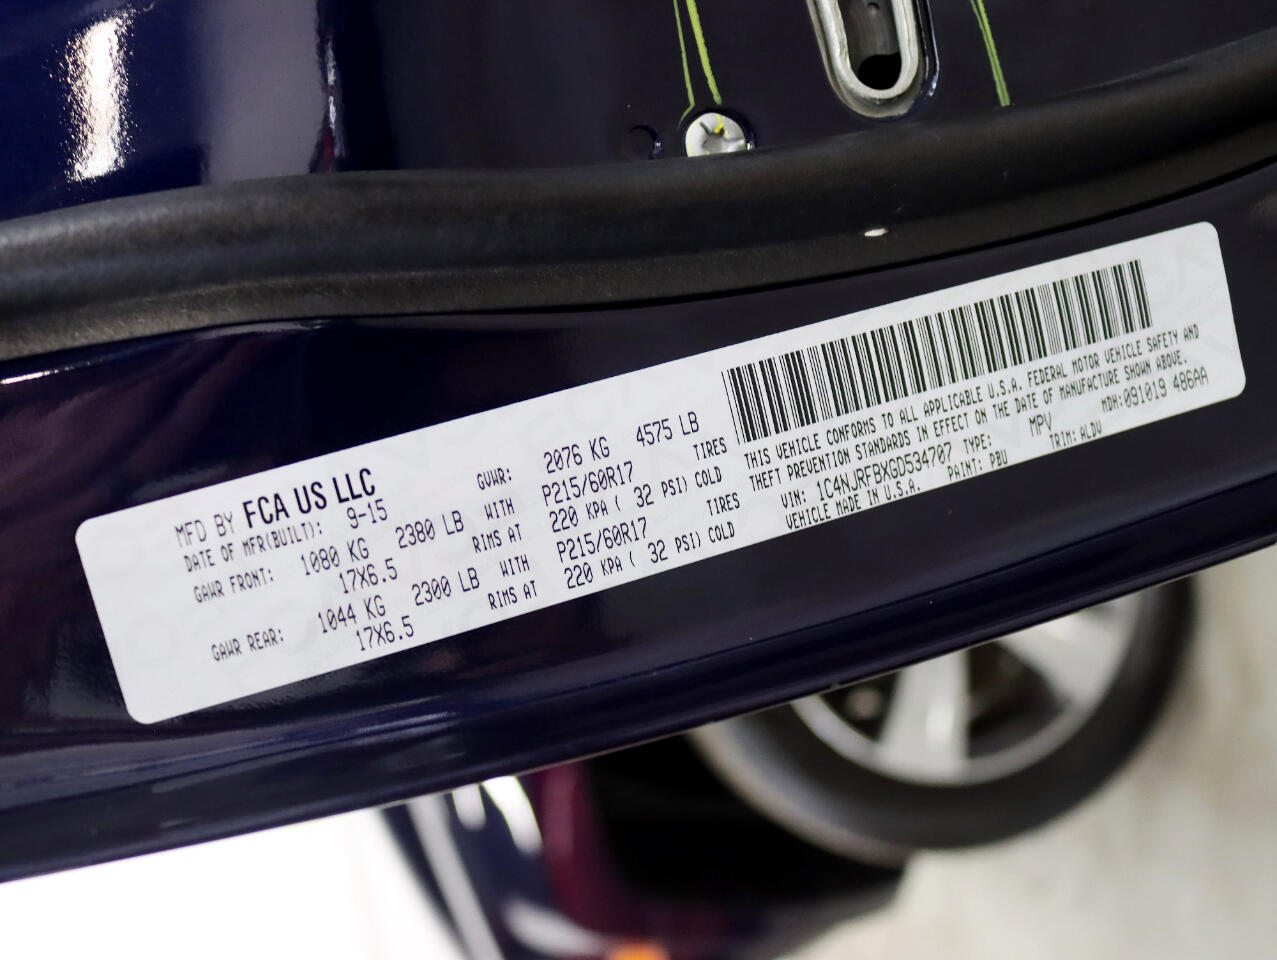 MFD BY FCA US LLC
DATE OF MFR(BUILT): 9-15 GVWR: 2076 KG 4575 LB
GAWR FRONT: 1080 KG 2380 LB WITH P215/60R17 TIRES
17X6.5 RIMS AT 220 KPA ( 32 PSI) COLD
GAWR REAR: 1044 KG 2300 LB WITH P215/60R17 TIRES
17X6.5 RIMS AT 220 KPA ( 32 PSI) COLD
THIS VEHICLE CONFORMS TO ALL APPLICABLE U.S.A. FEDERAL MOTOR VEHICLE SAFETY AND
THEFT PREVENTION STANDARDS IN EFFECT ON THE DATE OF MANUFACTURE SHOWN ABOVE.
VIN: 1C4NJRFBXGD534707 TYPE: MPV MDH:091019 486AA
VEHICLE MADE IN U.S.A. PAINT: PBU TRIM:ALDV